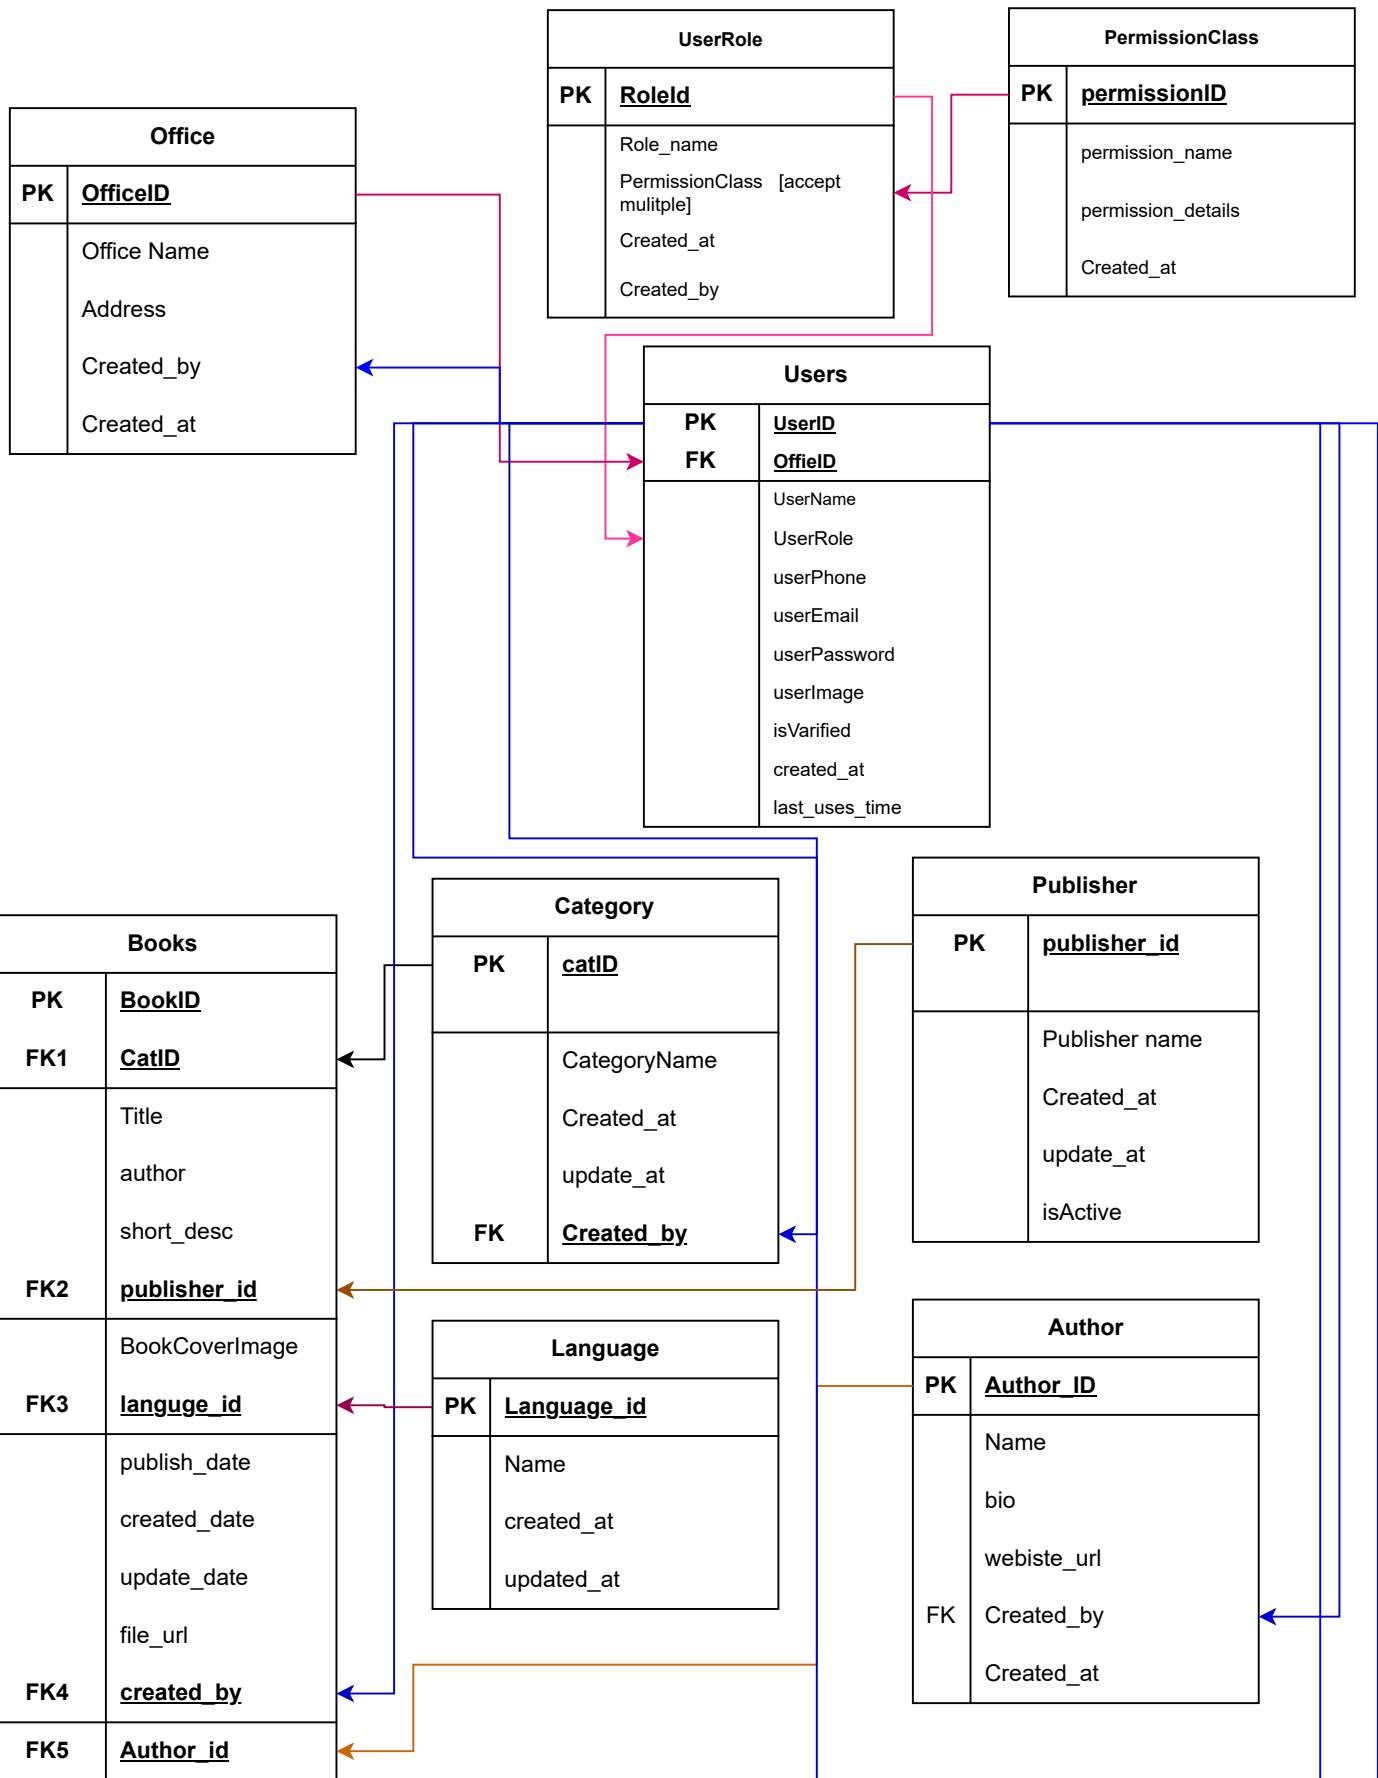 UserRole
PK RoleId
Role_name
PermissionClass [accept
mulitple]
Created_at
Created_by
PermissionClass
PK permissionID
permission_name
permission_details
Created_at
Office
PK OfficeID
Office Name
Address
Created_by
Created_at
Users
PK UserID
FK OffieID
UserName
UserRole
userPhone
userEmail
userPassword
userImage
isVarified
created_at
last_uses_time
Books
PK BookID
FK1 CatID
Title
author
short_desc
FK2 publisher_id
BookCoverImage
FK3 languge_id
publish_date
created_date
update_date
file_url
FK4 created_by
FK5 Author_id
Category
PK catID
CategoryName
Created_at
update_at
FK Created_by
Language
PK Language_id
Name
created_at
updated_at
Publisher
PK publisher_id
Publisher name
Created_at
update_at
isActive
Author
PK Author_ID
Name
bio
webiste_url
FK Created_by
Created_at